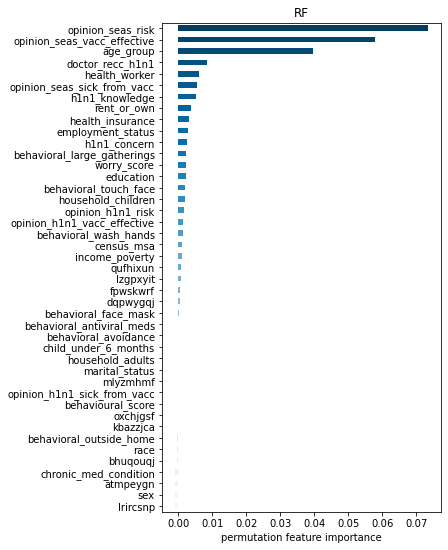 RF
opinion_seas_risk
opinion_seas_vacc_effective
age_group
doctor_recc_h1n1
health_worker
opinion_seas_sick_from_vacc
h1n1_knowledge
rent_or_own
health_insurance
employment_status
h1n1_concern
behavioral_large_gatherings
worry_score
education
behavioral_touch_face
household_children
opinion_h1n1_risk
opinion_h1n1_vacc_effective
behavioral_wash_hands
census_msa
income_poverty
qufhixun
lzgpxyit
fpwskwrf
dqpwygqj
behavioral_face_mask
behavioral_antiviral_meds
behavioral_avoidance
child_under_6_months
household_adults
marital_status
mlyzmhmf
opinion_h1n1_sick_from_vacc
behavioural_score
oxchjgsf
kbazzjca
behavioral_outside_home
race
bhuqouqj
chronic_med_condition
atmpeygn
sex
lrircsnp
0.00 0.01 0.02 0.03 0.04 0.05 0.06 0.07
permutation feature importance